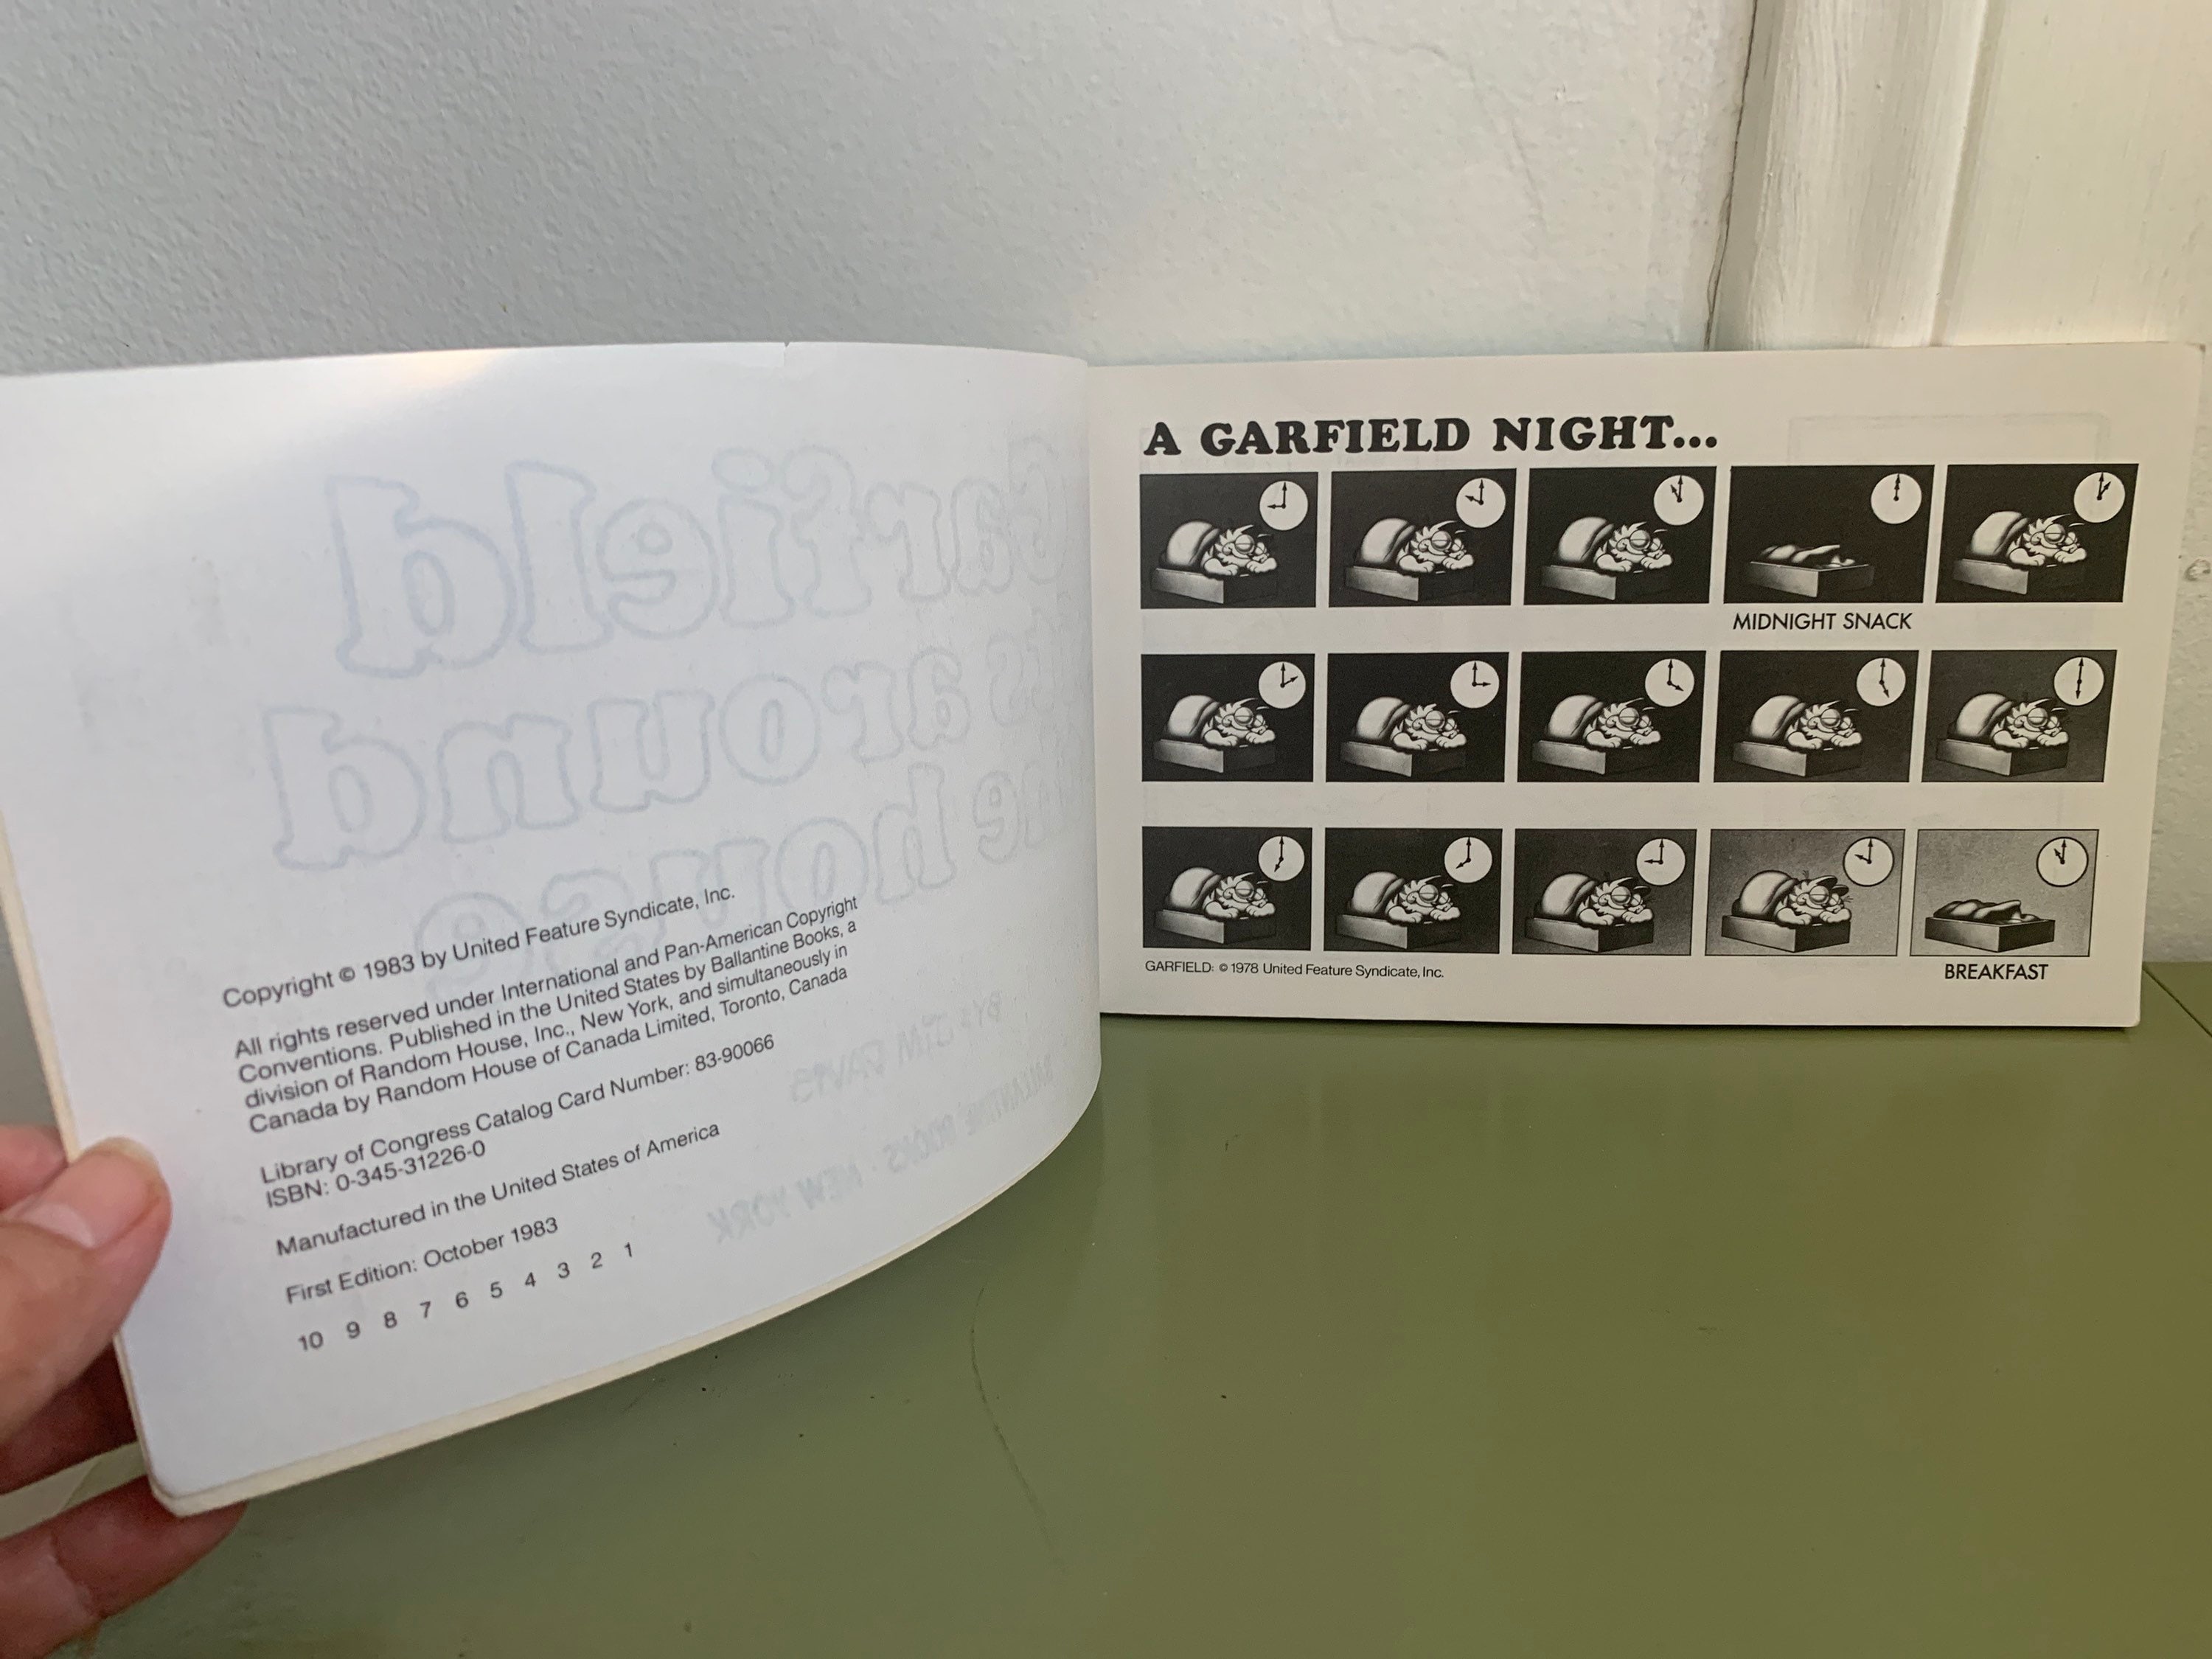 Copyright © 1983 by United Feature Syndicate, Inc.
All rights reserved under International and Pan-American Copyright
Conventions. Published in the United States by Ballantine Books, a
division of Random House, Inc., New York, and simultaneously in
Canada by Random House of Canada Limited, Toronto, Canada
Library of Congress Catalog Card Number: 83-90066
ISBN: 0-345-31226-0
Manufactured in the United States of America
First Edition: October 1983
10 9 8 7 6 5 4 3 2 1
A GARFIELD NIGHT...
MIDNIGHT SNACK
GARFIELD: © 1978 United Feature Syndicate, Inc.
BREAKFAST